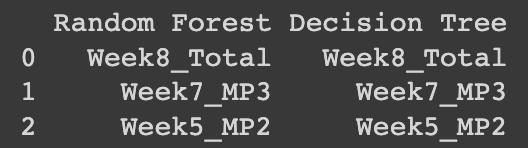 Random Forest Decision Tree
0 Week8_Total Week8_Total
1 Week7_MP3 Week7_MP3
2 Week5_MP2 Week5_MP2